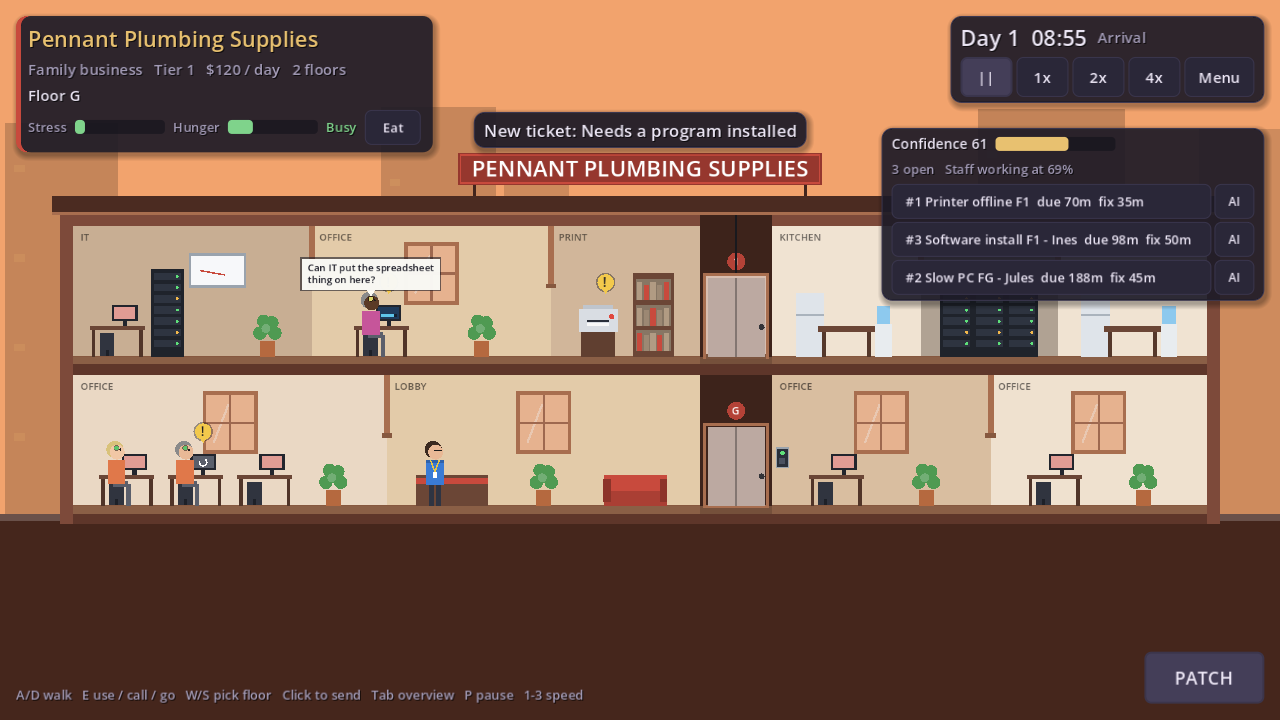 Pennant Plumbing Supplies
Family business Tier 1 $120 / day 2 floors
Floor G
Stress Hunger Busy Eat
Day 1 08:55 Arrival
|| 1x 2x 4x Menu
New ticket: Needs a program installed
PENNANT PLUMBING SUPPLIES
Confidence 61
3 open Staff working at 69%
#1 Printer offline F1 due 70m fix 35m AI
#3 Software install F1 - Ines due 98m fix 50m AI
#2 Slow PC FG - Jules due 188m fix 45m AI
IT
OFFICE
PRINT
KITCHEN
Can IT put the spreadsheet
thing on here?
!
1
OFFICE
LOBBY
OFFICE
OFFICE
!
G
A/D walk E use / call / go W/S pick floor Click to send Tab overview P pause 1-3 speed
PATCH